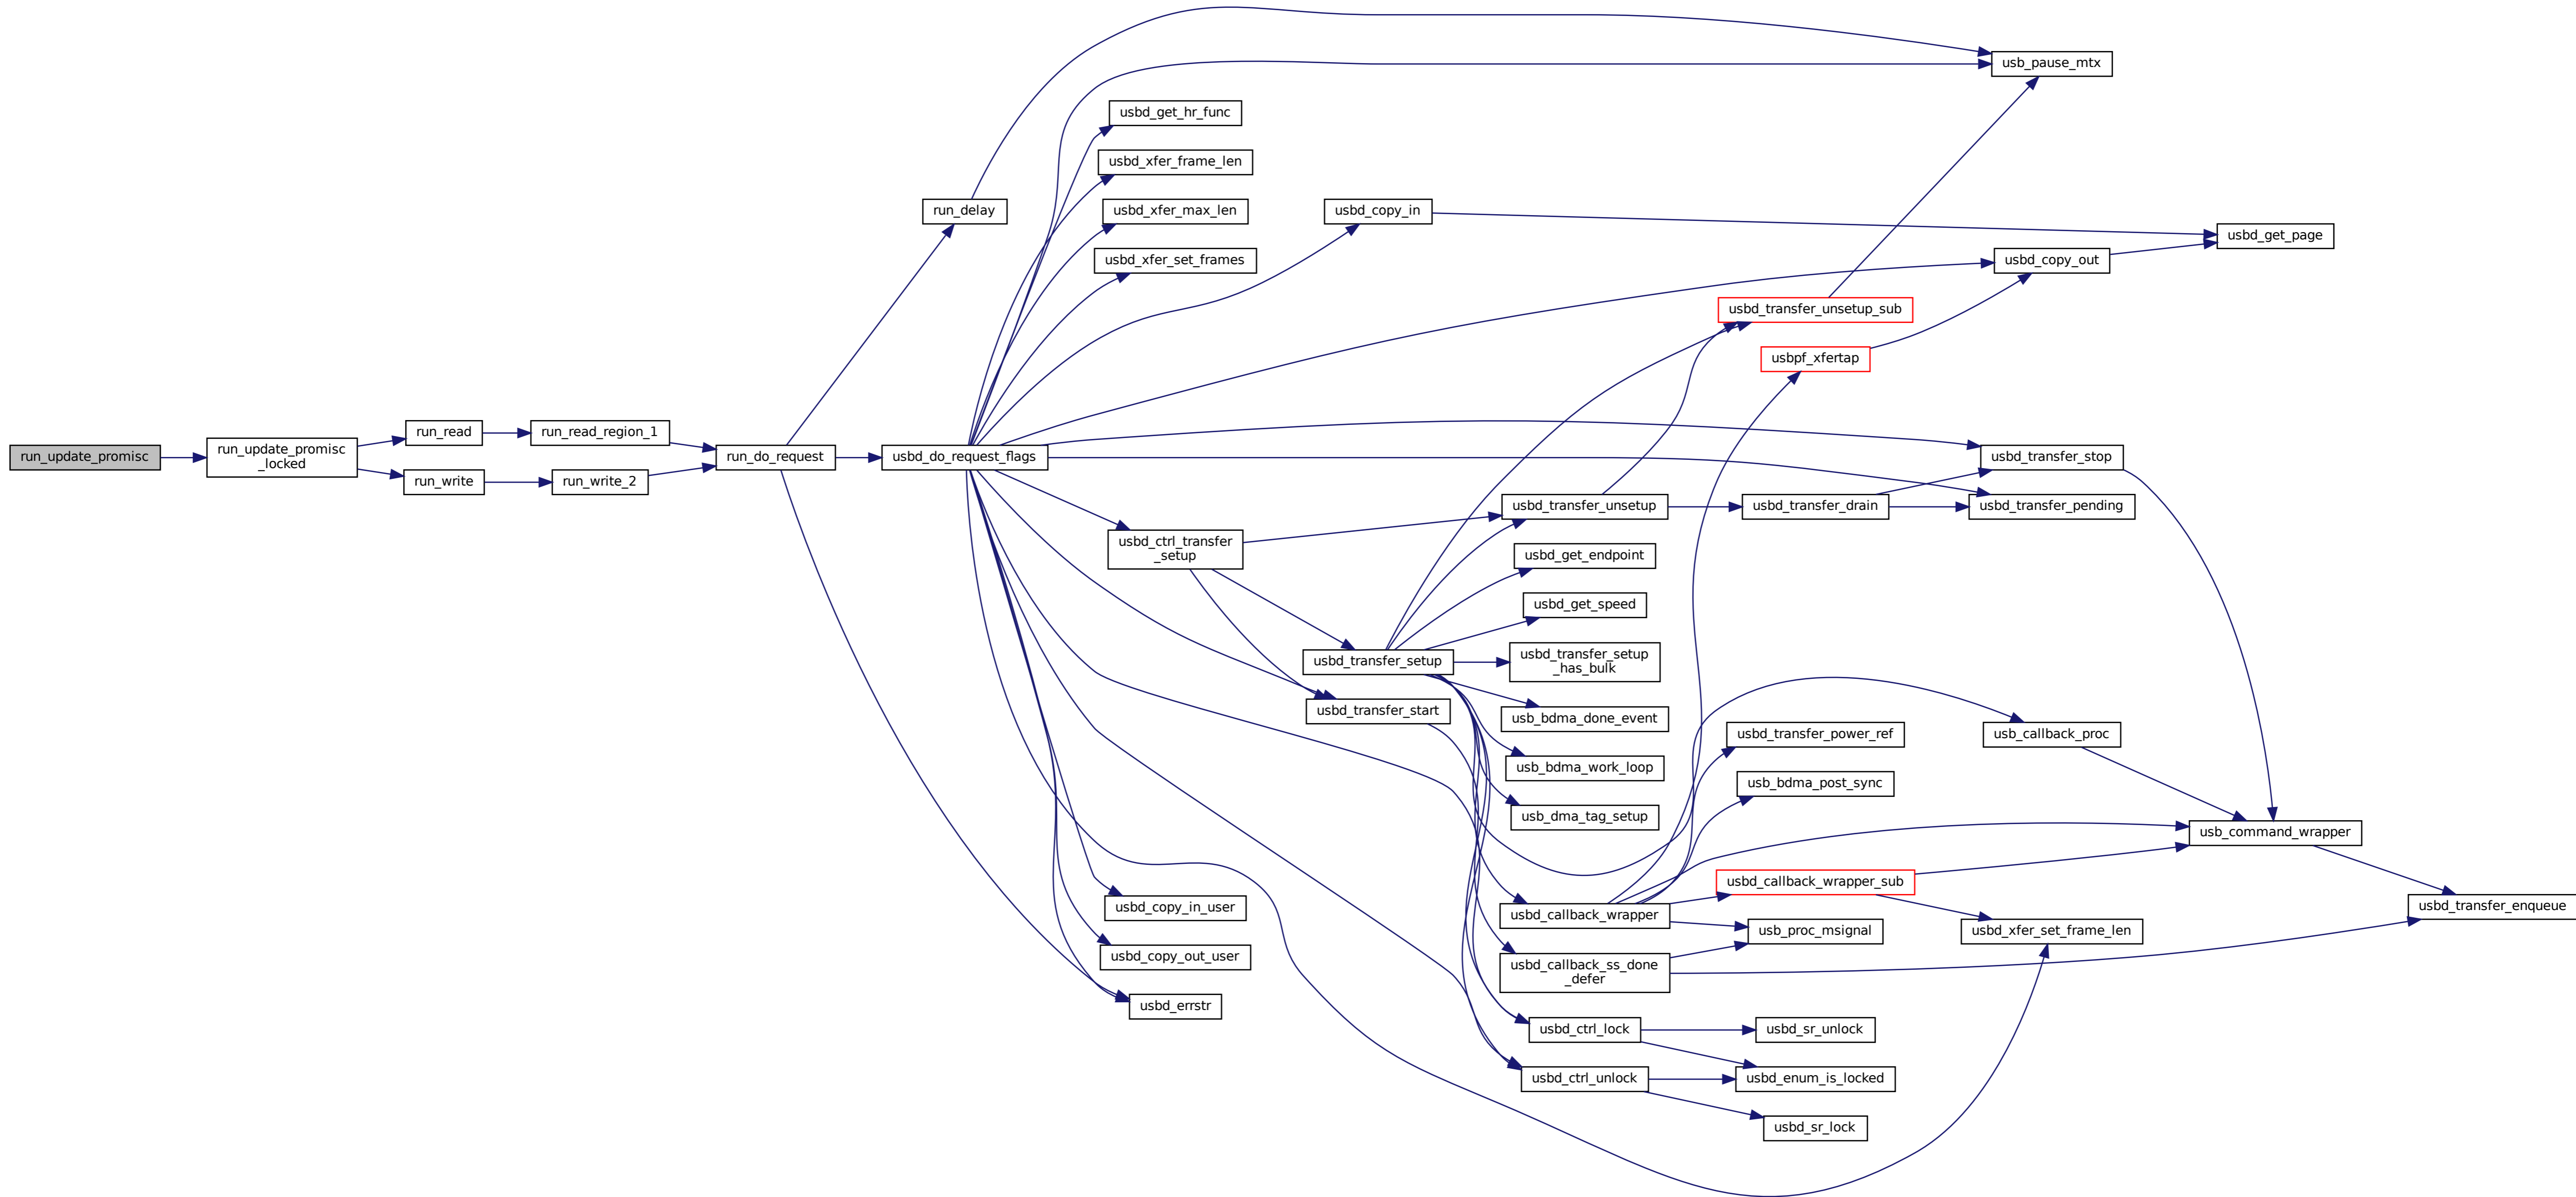 run_update_promisc
run_update_promisc
_locked
run_read
run_write
run_read_region_1
run_write_2
run_do_request
run_delay
usbd_do_request_flags
usbd_get_hr_func
usbd_xfer_frame_len
usbd_xfer_max_len
usbd_xfer_set_frames
usbd_ctrl_transfer
_setup
usbd_copy_in_user
usbd_copy_out_user
usbd_errstr
usbd_copy_in
usbd_transfer_setup
usbd_transfer_start
usbd_transfer_unsetup
usbd_get_endpoint
usbd_get_speed
usbd_transfer_setup
_has_bulk
usb_bdma_done_event
usb_bdma_work_loop
usb_dma_tag_setup
usbd_callback_wrapper
usbd_callback_ss_done
_defer
usbd_ctrl_lock
usbd_ctrl_unlock
usbd_transfer_unsetup_sub
usbpf_xfertap
usbd_transfer_drain
usbd_transfer_power_ref
usb_bdma_post_sync
usbd_callback_wrapper_sub
usb_proc_msignal
usbd_sr_unlock
usbd_enum_is_locked
usbd_sr_lock
usb_pause_mtx
usbd_copy_out
usbd_transfer_stop
usbd_transfer_pending
usb_callback_proc
usbd_xfer_set_frame_len
usbd_get_page
usb_command_wrapper
usbd_transfer_enqueue